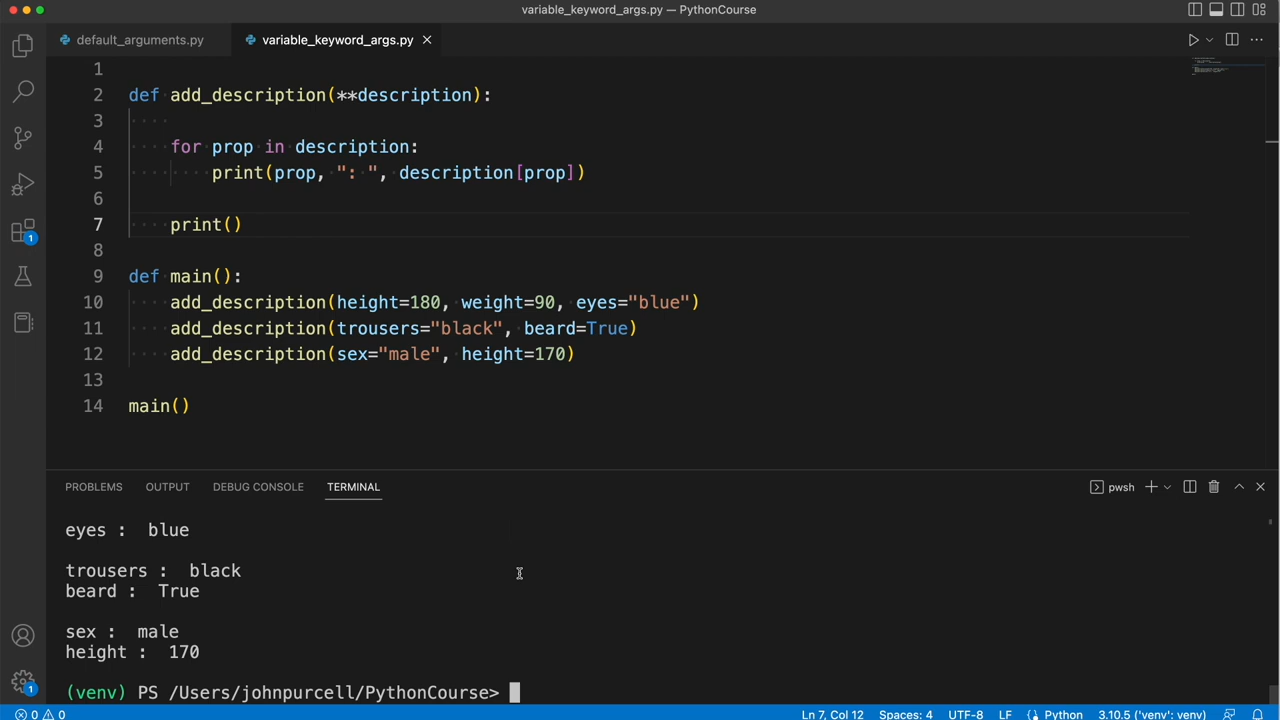 variable_keyword_args.py — PythonCourse
default_arguments.py
variable_keyword_args.py
1
2 def add_description(**description):
3
4 for prop in description:
5 print(prop, ": ", description[prop])
6
7 print()
8
9 def main():
10 add_description(height=180, weight=90, eyes="blue")
11 add_description(trousers="black", beard=True)
12 add_description(sex="male", height=170)
13
14 main()
1
PROBLEMS OUTPUT DEBUG CONSOLE TERMINAL pwsh
eyes :  blue
trousers :  black
beard :  True
sex :  male
height :  170
(venv) PS /Users/johnpurcell/PythonCourse>
1
0 0 Ln 7, Col 12 Spaces: 4 UTF-8 LF Python 3.10.5 ('venv': venv)